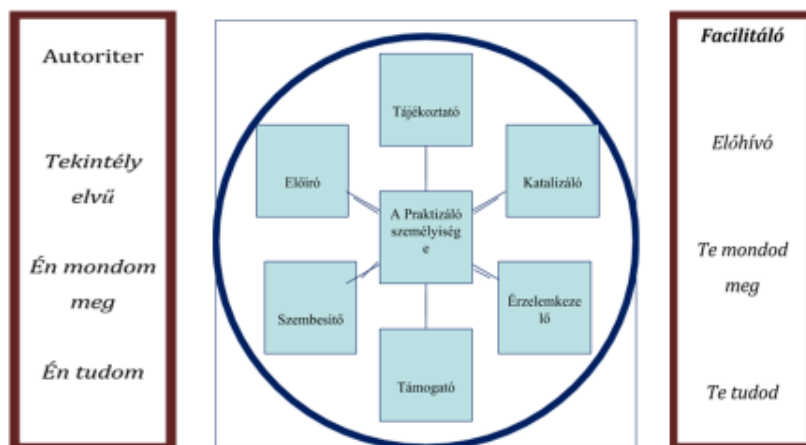 Autoriter
Tekintély
elvű
Én mondom
meg
Én tudom
Tájékoztató
Előíró
Katalizáló
A Praktizáló
személyiség
e
Szembesítő
Érzelemkeze
lő
Támogató
Facilitáló
Előhívó
Te mondod
meg
Te tudod